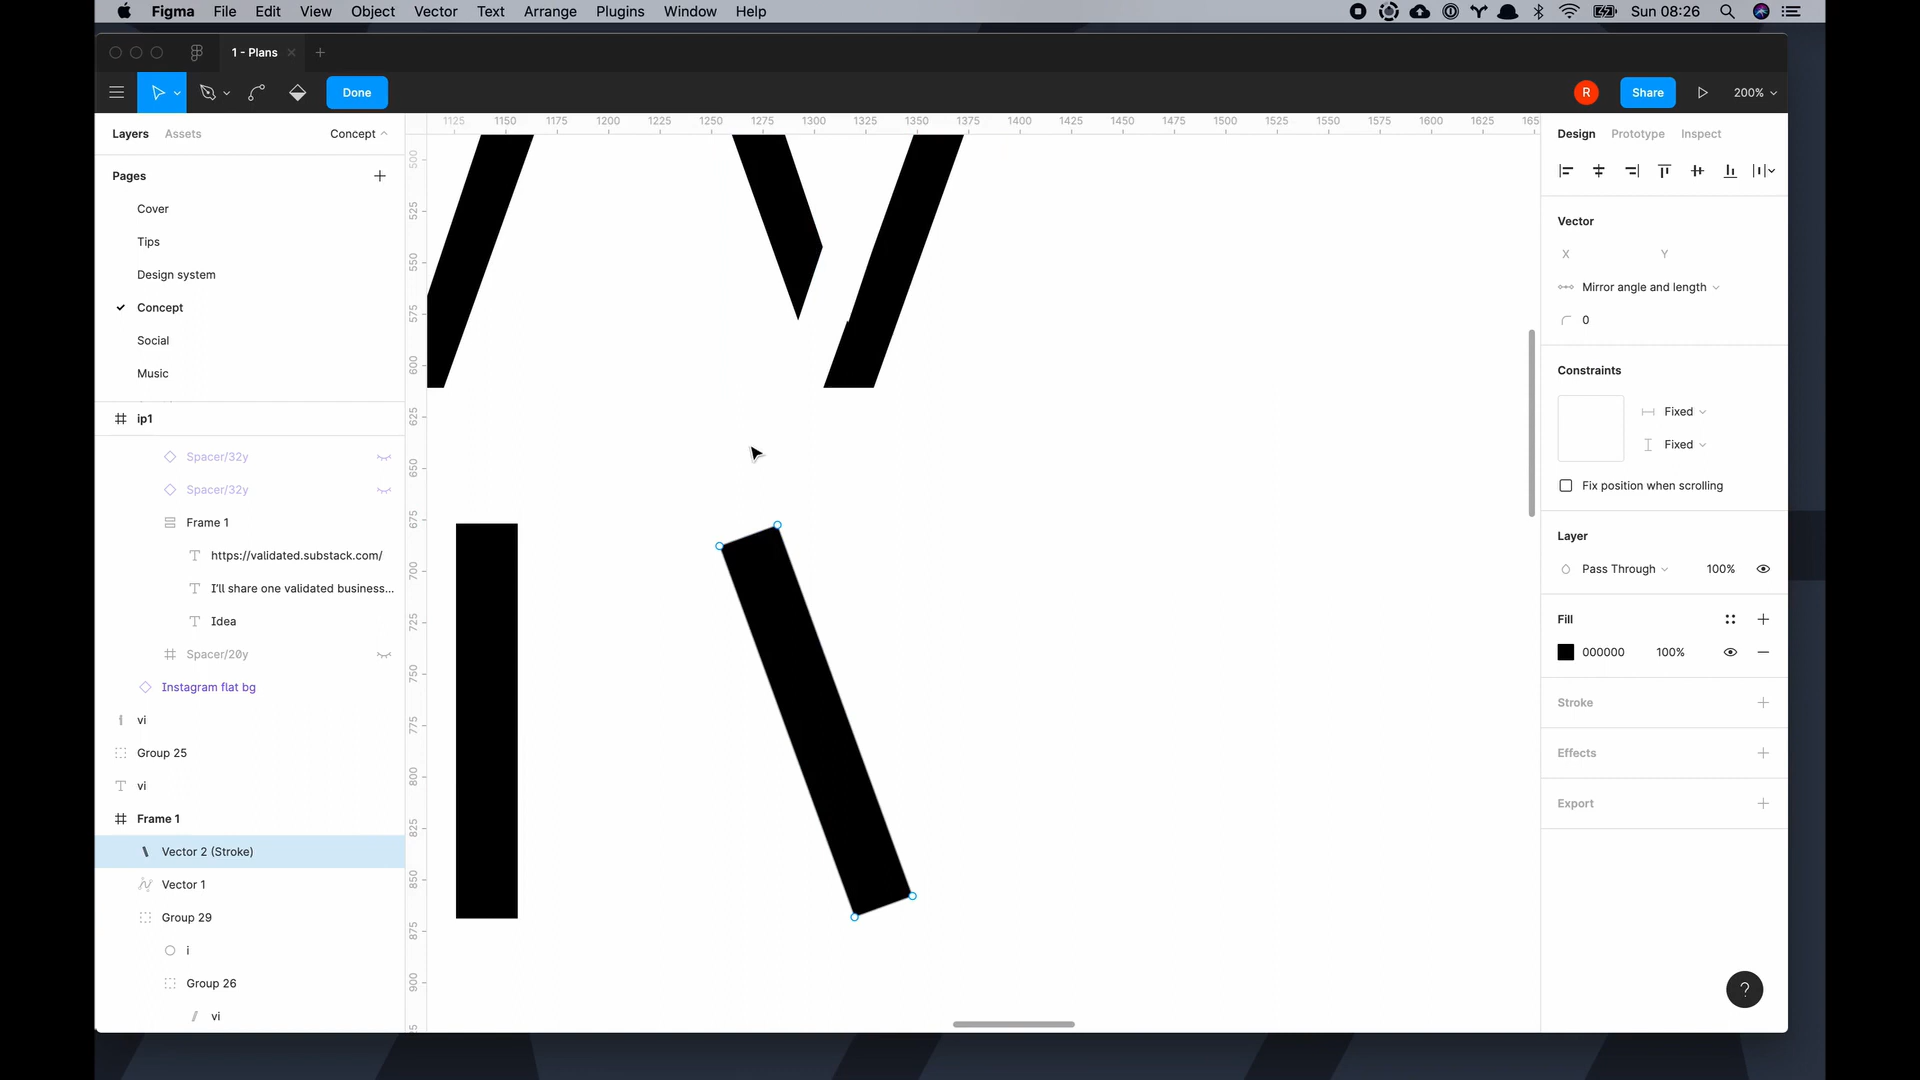 Figma File Edit View Object Vector Text Arrange Plugins Window Help Sun 08:26
1 - Plans
Done R Share 200%
Layers Assets Concept
Pages
Cover
Tips
Design system
Concept
Social
Music
ip1
Spacer/32y
Spacer/32y
Frame 1
https://validated.substack.com/
I'll share one validated business...
Idea
Spacer/20y
Instagram flat bg
vi
Group 25
vi
Frame 1
Vector 2 (Stroke)
Vector 1
Group 29
i
Group 26
vi
1125 1150 1175 1200 1225 1250 1275 1300 1325 1350 1375 1400 1425 1450 1475 1500 1525 1550 1575 1600 1625 165
500
525
550
575
600
625
650
675
700
725
750
775
800
825
850
875
900
Design Prototype Inspect
Vector
X Y
Mirror angle and length
0
Constraints
Fixed
Fixed
Fix position when scrolling
Layer
Pass Through 100%
Fill
000000 100%
Stroke
Effects
Export
?